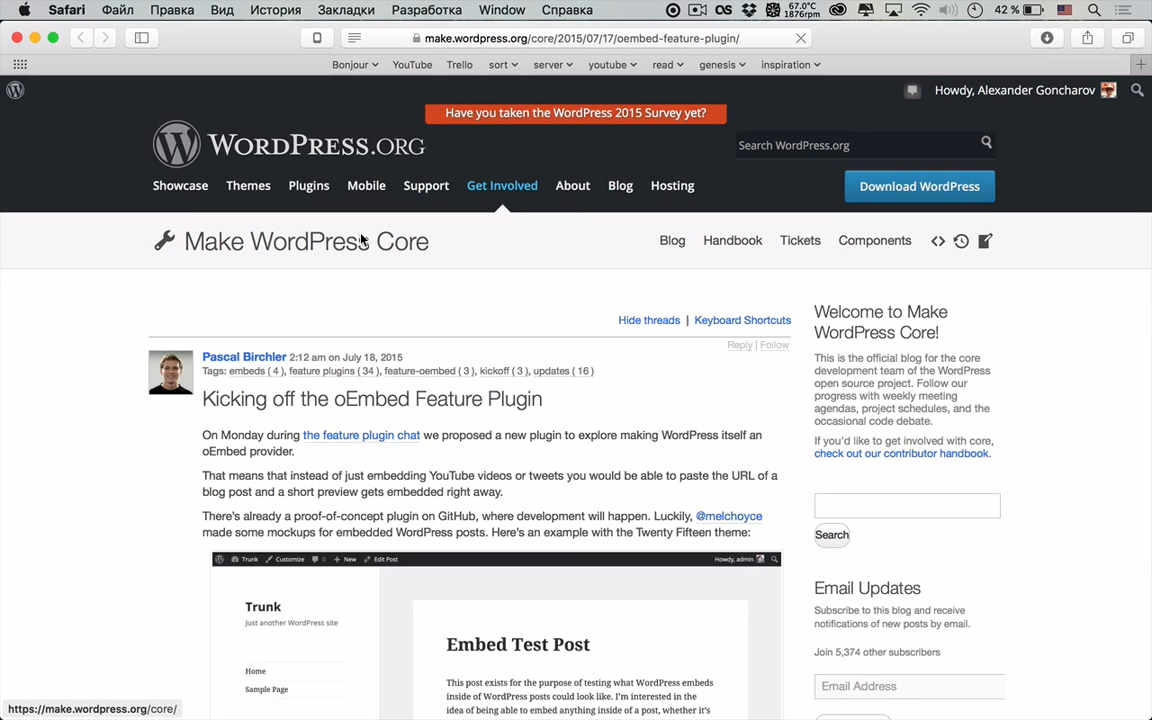 Safari Файл Правка Вид История Закладки Разработка Window Справка 67.0°C 1876rpm 42 %
make.wordpress.org/core/2015/07/17/oembed-feature-plugin/
Bonjour YouTube Trello sort server youtube read genesis inspiration
Howdy, Alexander Goncharov
Have you taken the WordPress 2015 Survey yet?
WORDPRESS.ORG
Search WordPress.org
Showcase Themes Plugins Mobile Support Get Involved About Blog Hosting
Download WordPress
Make WordPress Core
Blog Handbook Tickets Components
Hide threads | Keyboard Shortcuts
Reply | Follow
Pascal Birchler 2:12 am on July 18, 2015
Tags: embeds ( 4 ), feature plugins ( 34 ), feature-oembed ( 3 ), kickoff ( 3 ), updates ( 16 )
Kicking off the oEmbed Feature Plugin
On Monday during the feature plugin chat we proposed a new plugin to explore making WordPress itself an
oEmbed provider.
That means that instead of just embedding YouTube videos or tweets you would be able to paste the URL of a
blog post and a short preview gets embedded right away.
There's already a proof-of-concept plugin on GitHub, where development will happen. Luckily, @melchoyce
made some mockups for embedded WordPress posts. Here's an example with the Twenty Fifteen theme:
Trunk Customize 0 New Edit Post Howdy, admin
Trunk
Just another WordPress site
Home
Sample Page
Embed Test Post
This post exists for the purpose of testing what WordPress embeds
inside of WordPress posts could look like. I'm interested in the
idea of being able to embed anything inside of a post, whether it's
Welcome to Make
WordPress Core!
This is the official blog for the core
development team of the WordPress
open source project. Follow our
progress with weekly meeting
agendas, project schedules, and the
occasional code debate.
If you'd like to get involved with core,
check out our contributor handbook.
Search
Email Updates
Subscribe to this blog and receive
notifications of new posts by email.
Join 5,374 other subscribers
Email Address
https://make.wordpress.org/core/